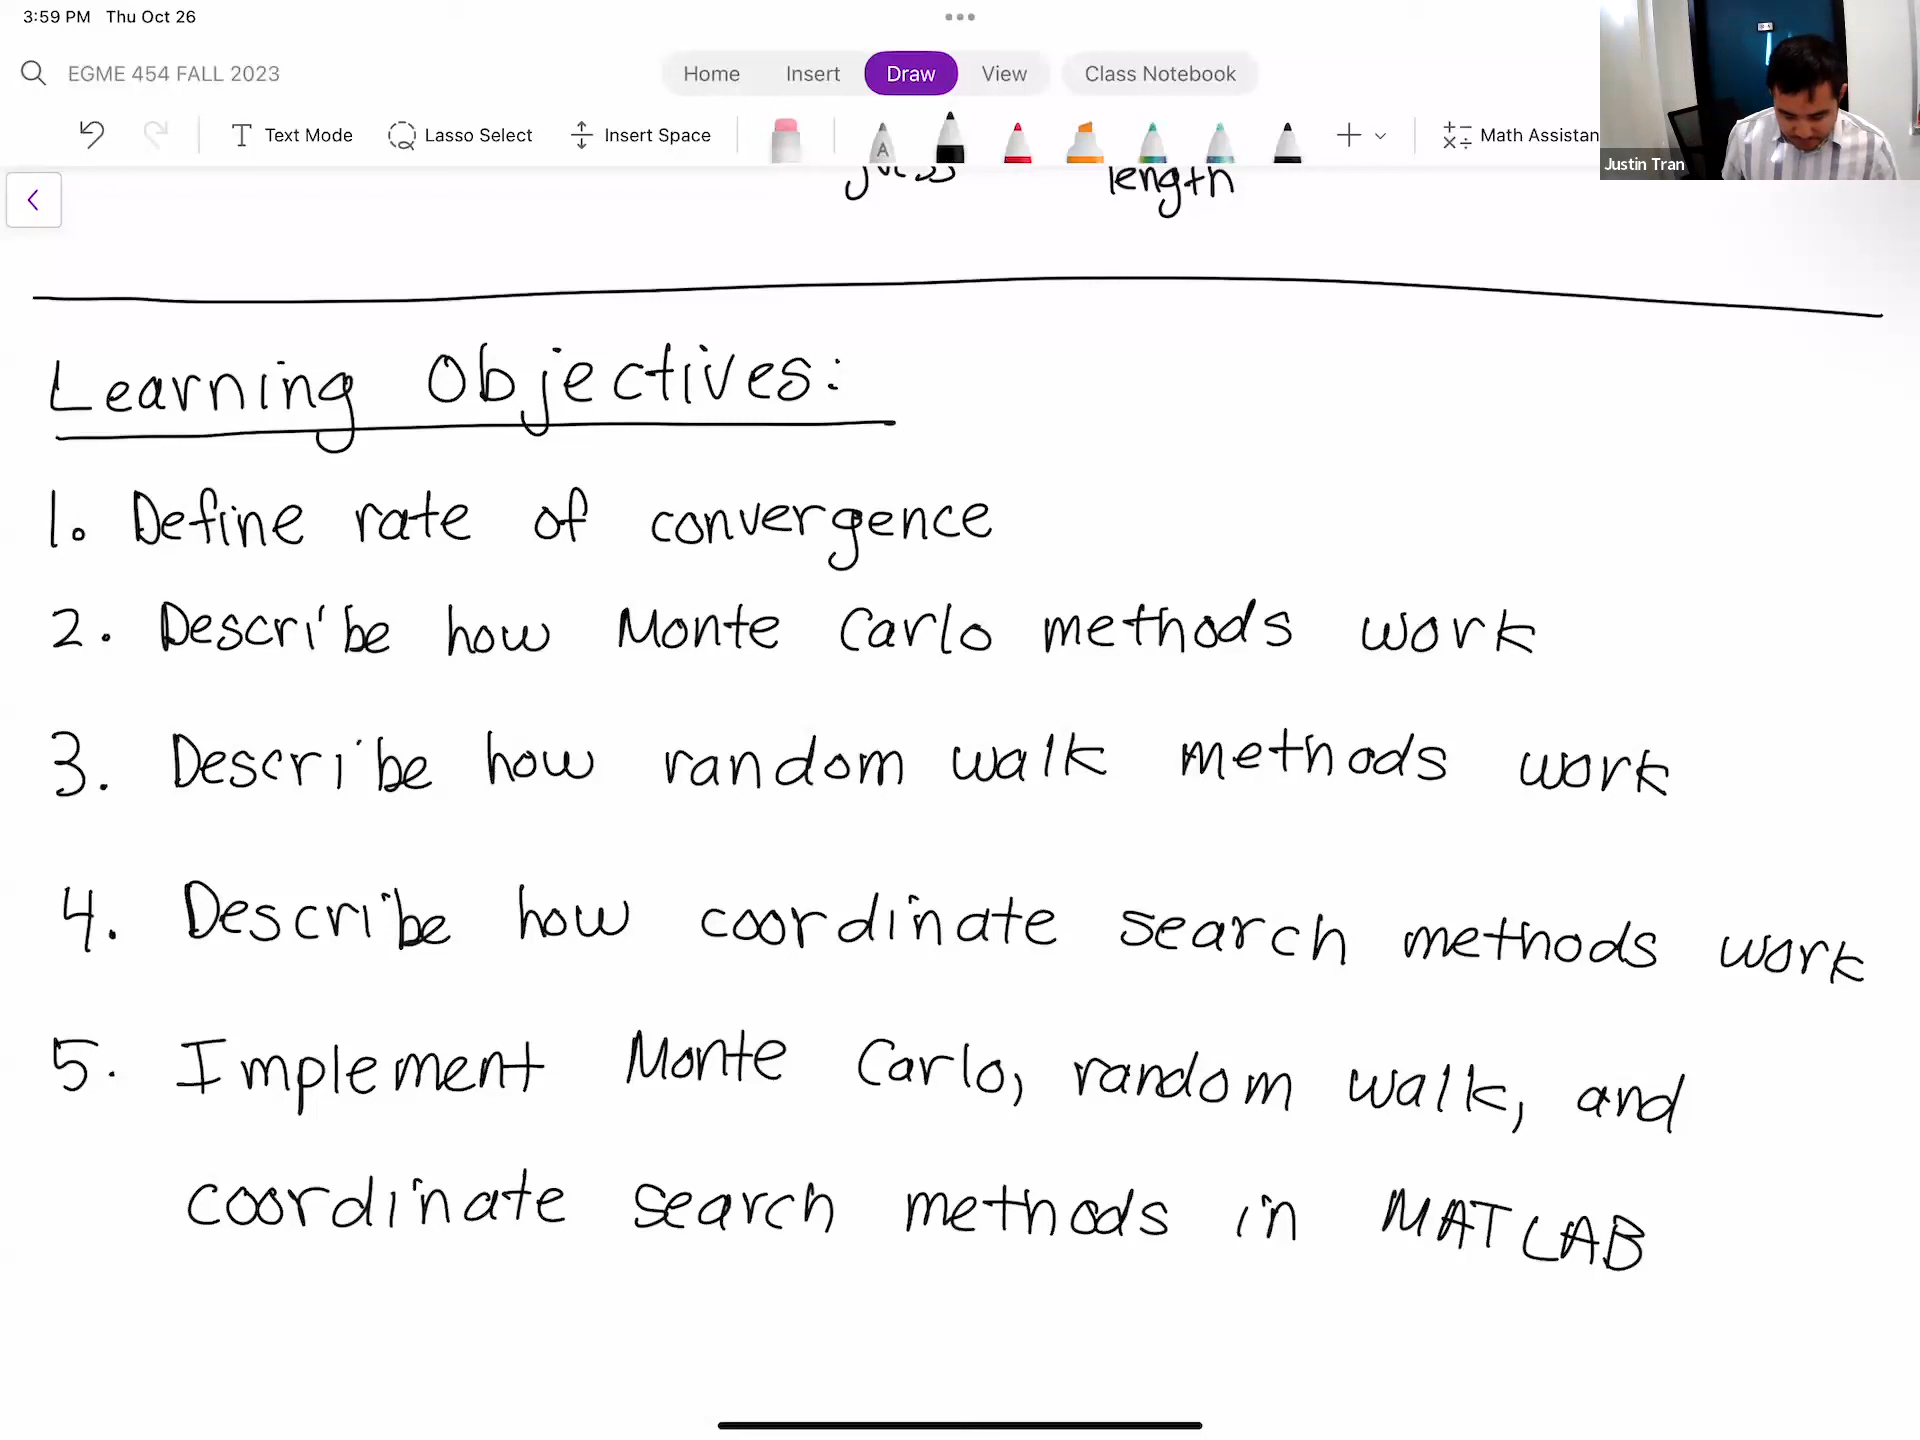 3:59 PM Thu Oct 26
EGME 454 FALL 2023
Home Insert Draw View Class Notebook
Text Mode Lasso Select Insert Space A Math Assistan
Justin Tran
length
Learning Objectives:
1. Define rate of convergence
2. Describe how Monte Carlo methods work
3. Describe how random walk methods work
4. Describe how coordinate search methods work
5. Implement Monte Carlo, random walk, and
coordinate search methods in MATLAB